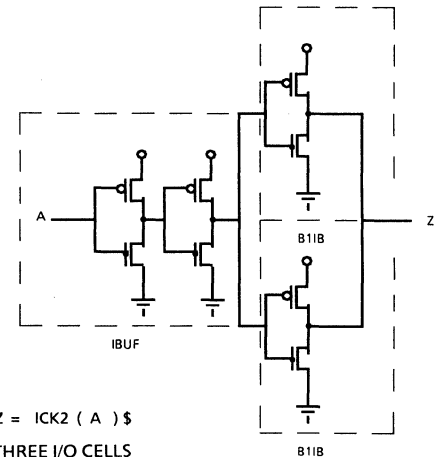 A
Z
B1IB
IBUF
Z = ICK2 ( A ) $
THREE I/O CELLS
B1IB